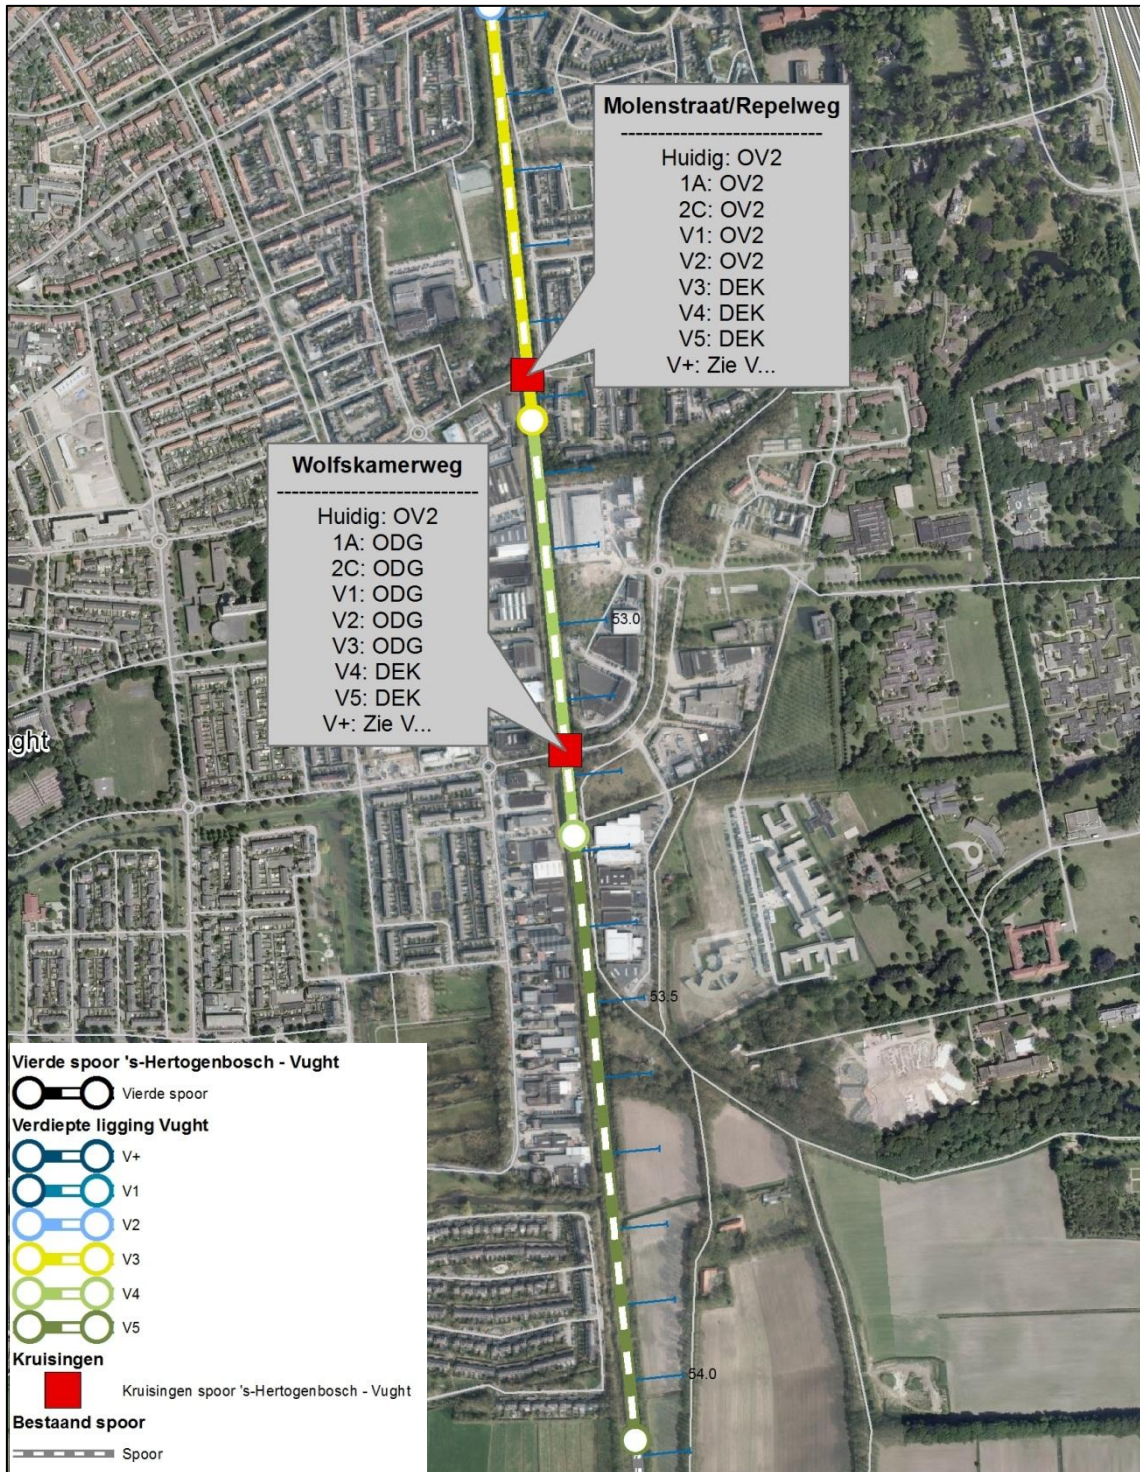 Molenstraat/Repelweg
---------------------------
Huidig: OV2
1A: OV2
2C: OV2
V1: OV2
V2: OV2
V3: DEK
V4: DEK
V5: DEK
V+: Zie V...
Wolfskamerweg
---------------------------
Huidig: OV2
1A: ODG
2C: ODG
V1: ODG
V2: ODG
V3: ODG
V4: DEK
V5: DEK
V+: Zie V...
53.0
ght
53.5
54.0
Vierde spoor 's-Hertogenbosch - Vught
Vierde spoor
Verdiepte ligging Vught
V+
V1
V2
V3
V4
V5
Kruisingen
Kruisingen spoor 's-Hertogenbosch - Vught
Bestaand spoor
Spoor